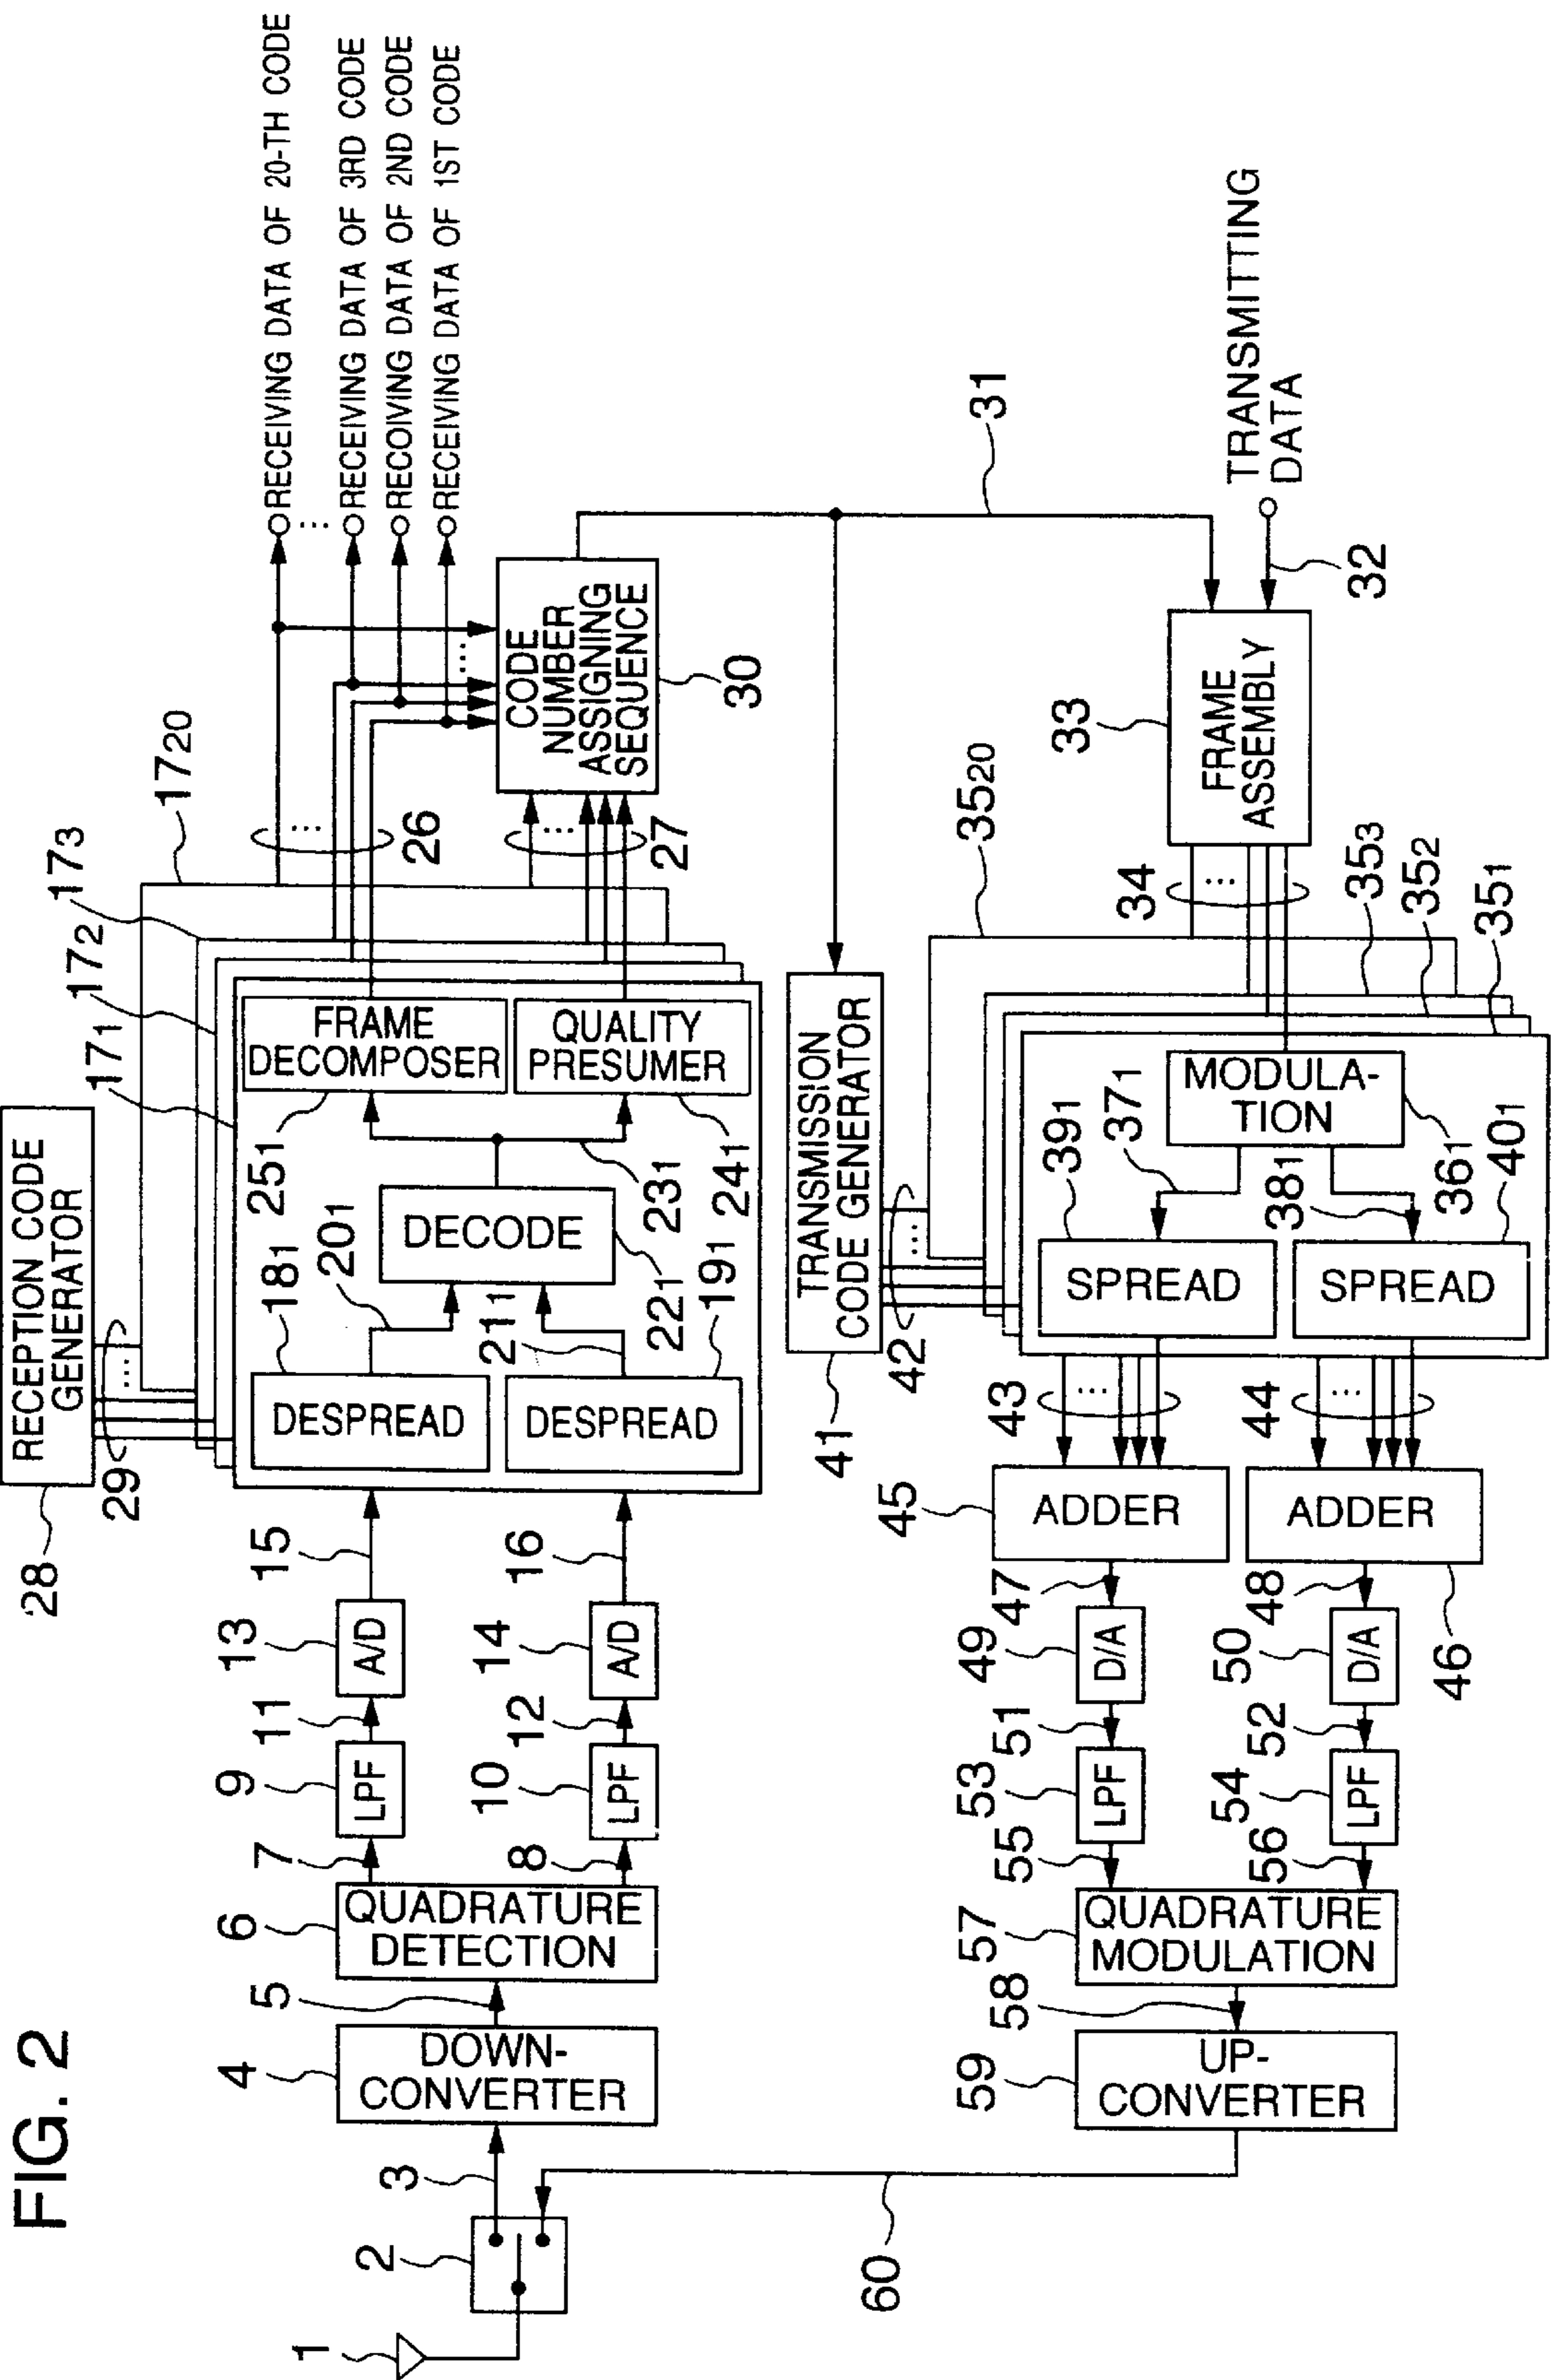 FIG. 2
1
2
3
4
DOWN-
CONVERTER
5
6
QUADRATURE
DETECTION
7
8
9
LPF
10
LPF
11
12
13
A/D
14
A/D
15
16
28
RECEPTION CODE
GENERATOR
29
171
172
173
1720
DESPREAD
181
DESPREAD
191
201
211
DECODE
221
231
FRAME
DECOMPOSER
251
QUALITY
PRESUMER
241
...
26
...
27
...
CODE
NUMBER
ASSIGNING
SEQUENCE
30
...
RECEIVING DATA OF 20-TH CODE
...
RECEIVING DATA OF 3RD CODE
RECOIVING DATA OF 2ND CODE
RECEIVING DATA OF 1ST CODE
31
TRANSMITTING
DATA
32
33
FRAME
ASSEMBLY
34
...
351
352
353
3520
41
TRANSMISSION
CODE GENERATOR
42
...
MODULA-
TION
361
371
381
391
SPREAD
401
SPREAD
43
...
44
...
45
ADDER
ADDER
46
47
48
49
D/A
50
D/A
51
52
53
LPF
54
LPF
55
56
57
QUADRATURE
MODULATION
58
59
UP-
CONVERTER
60